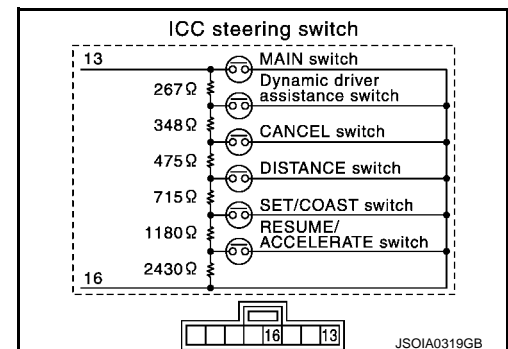 ICC steering switch
13
MAIN switch
267Ω
Dynamic driver
assistance switch
348Ω
CANCEL switch
475Ω
DISTANCE switch
715Ω
SET/COAST switch
1180Ω
RESUME/
ACCELERATE switch
2430Ω
16
16
13
JSOIA0319GB